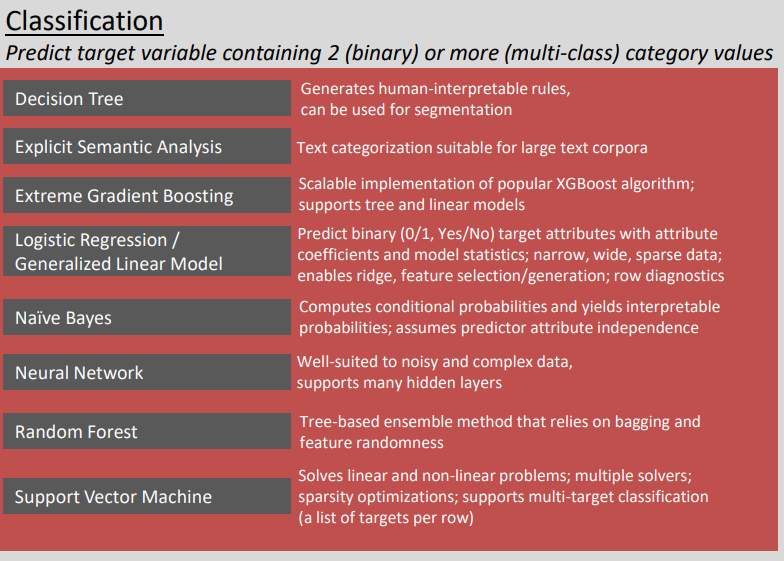 Classification
Predict target variable containing 2 (binary) or more (multi-class) category values
Decision Tree
Generates human-interpretable rules,
can be used for segmentation
Explicit Semantic Analysis
Text categorization suitable for large text corpora
Extreme Gradient Boosting
Scalable implementation of popular XGBoost algorithm;
supports tree and linear models
Logistic Regression /
Generalized Linear Model
Predict binary (0/1, Yes/No) target attributes with attribute
coefficients and model statistics; narrow, wide, sparse data;
enables ridge, feature selection/generation; row diagnostics
Naïve Bayes
Computes conditional probabilities and yields interpretable
probabilities; assumes predictor attribute independence
Neural Network
Well-suited to noisy and complex data,
supports many hidden layers
Random Forest
Tree-based ensemble method that relies on bagging and
feature randomness
Support Vector Machine
Solves linear and non-linear problems; multiple solvers;
sparsity optimizations; supports multi-target classification
(a list of targets per row)